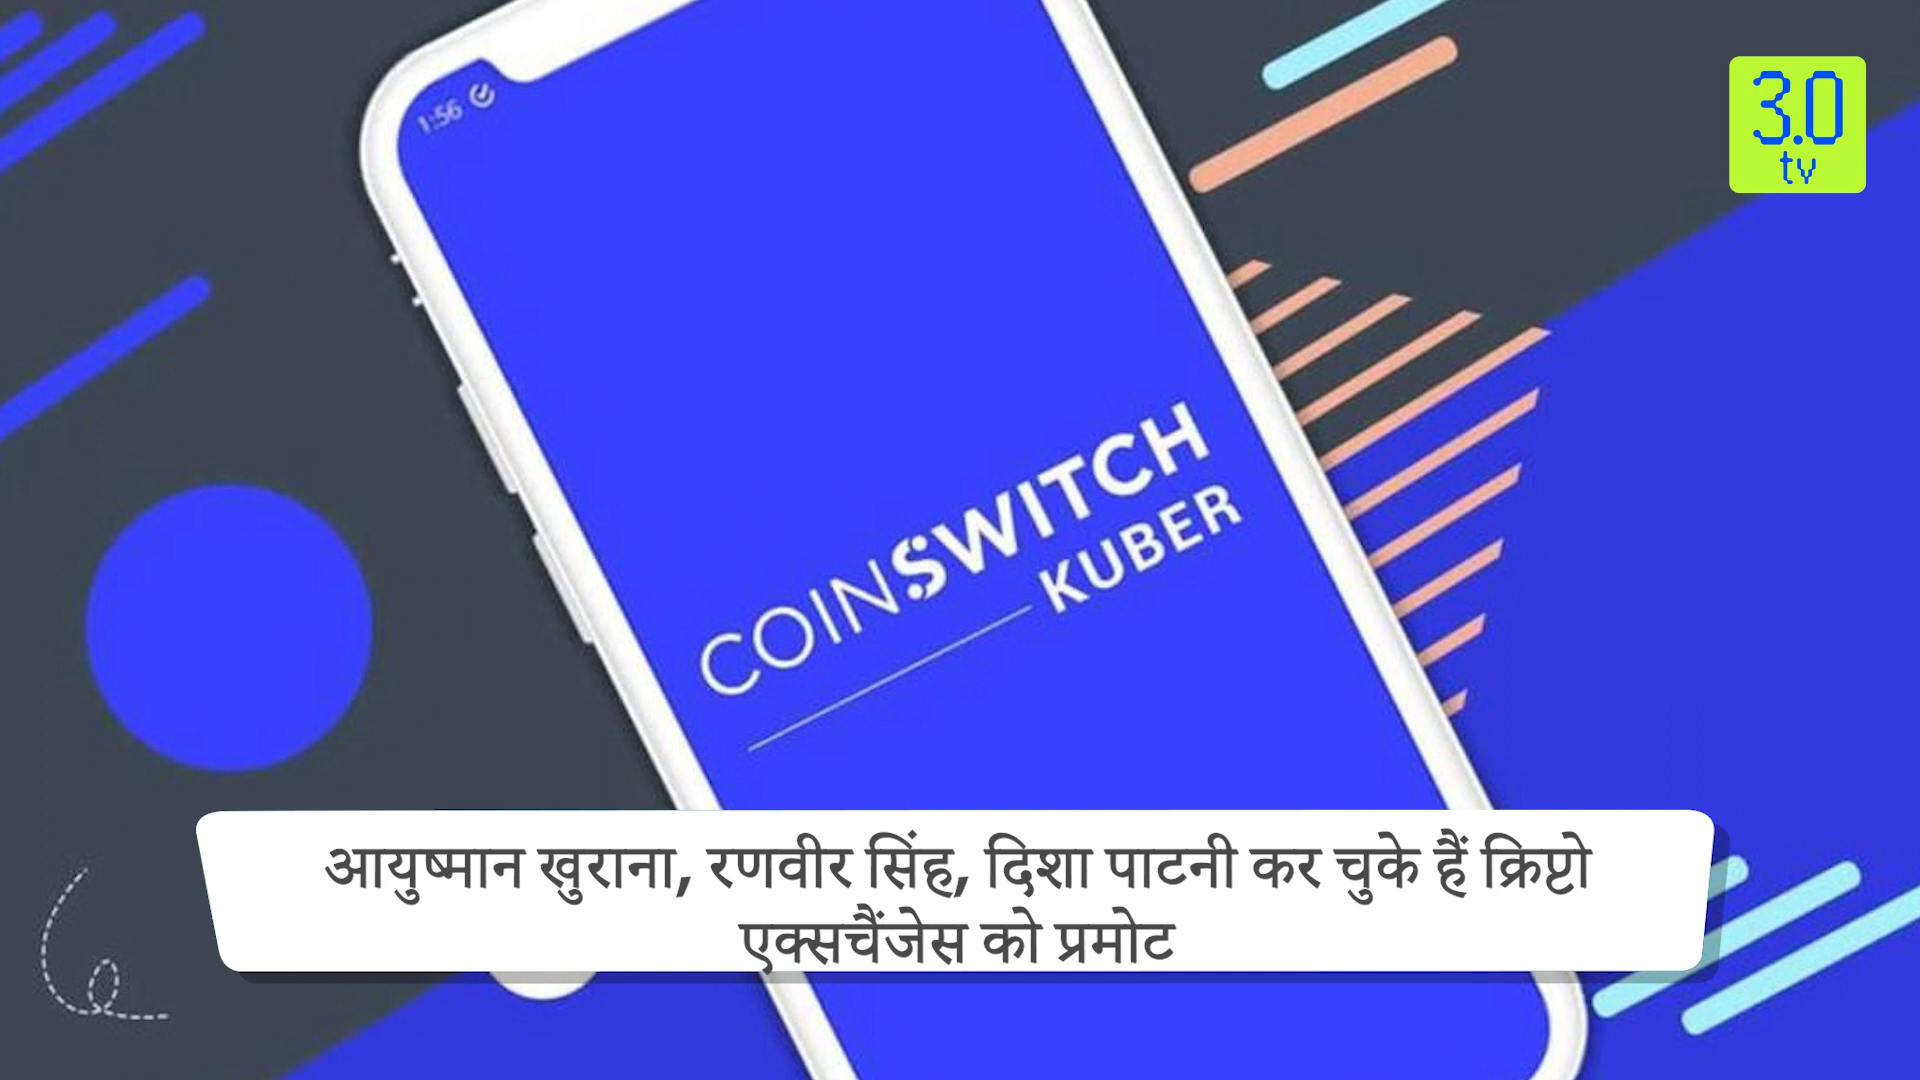 3.0
tv
1:56
COINSWITCH
KUBER
आयुष्मान खुराना, रणवीर सिंह, दिशा पाटनी कर चुके हैं क्रिप्टो
एक्सचैंजेस को प्रमोट